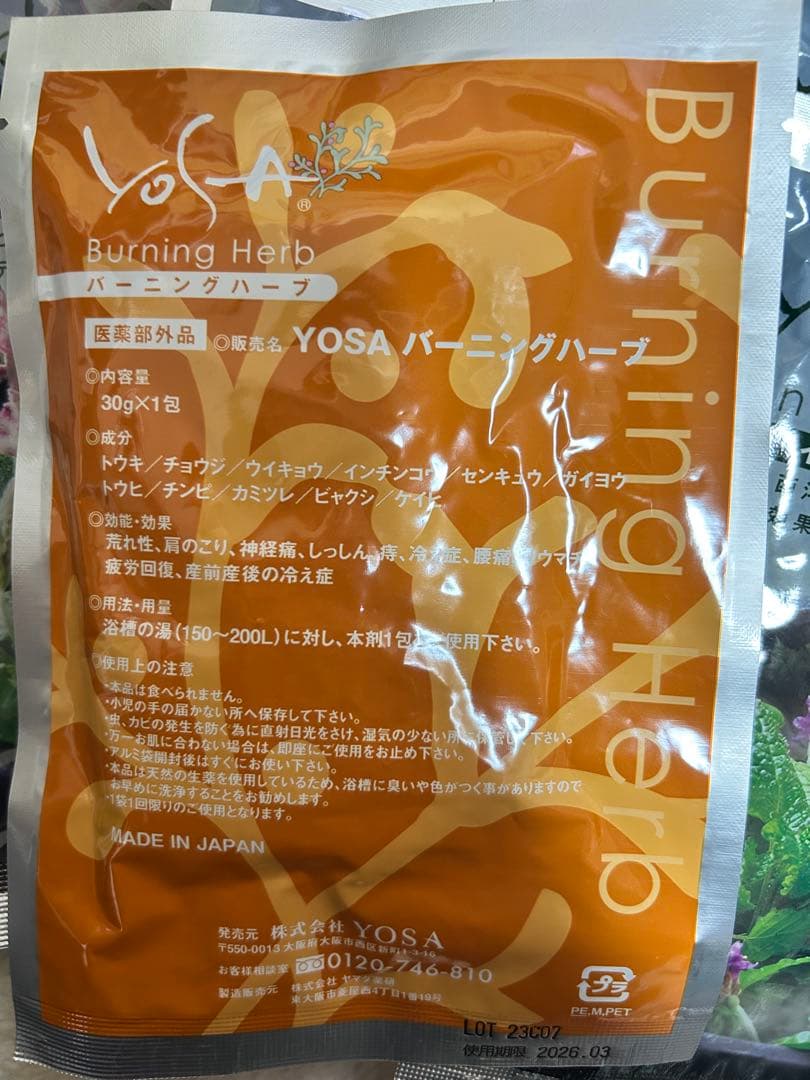 YOSA®
Burning Herb
バーニングハーブ
Burning Herb
医薬部外品 ◎販売名 YOSA バーニングハーブ
◎内容量
30g×1包
◎成分
トウキ／チョウジ／ウイキョウ／インチンコウ／センキュウ／ガイヨウ
トウヒ／チンピ／カミツレ／ビャクシ／ケイヒ
◎効能・効果
荒れ性、肩のこり、神経痛、しっしん、痔、冷え症、腰痛、リウマチ
疲労回復、産前産後の冷え症
◎用法・用量
浴槽の湯（150～200L）に対し、本剤1包 使用下さい。
◎使用上の注意
・本品は食べられません。
・小児の手の届かない所へ保存して下さい。
・虫、カビの発生を防ぐ為に直射日光をさけ、湿気の少ない所に保管して下さい。
・万一お肌に合わない場合は、即座にご使用をお止め下さい。
・アルミ袋開封後はすぐにお使い下さい。
・本品は天然の生薬を使用しているため、浴槽に臭いや色がつく事がありますので
お早めに洗浄することをお勧めします。
・1袋1回限りのご使用となります。
MADE IN JAPAN
発売元 株式会社 YOSA
〒550-0013 大阪府大阪市西区新町1-3-16
お客様相談室 0120-746-810
製造販売元 株式会社 ヤマツ薬研
東大阪市菱屋西4丁目1番19号
プラ
PE,M,PET
LOT 23C02
使用期限 2026.03